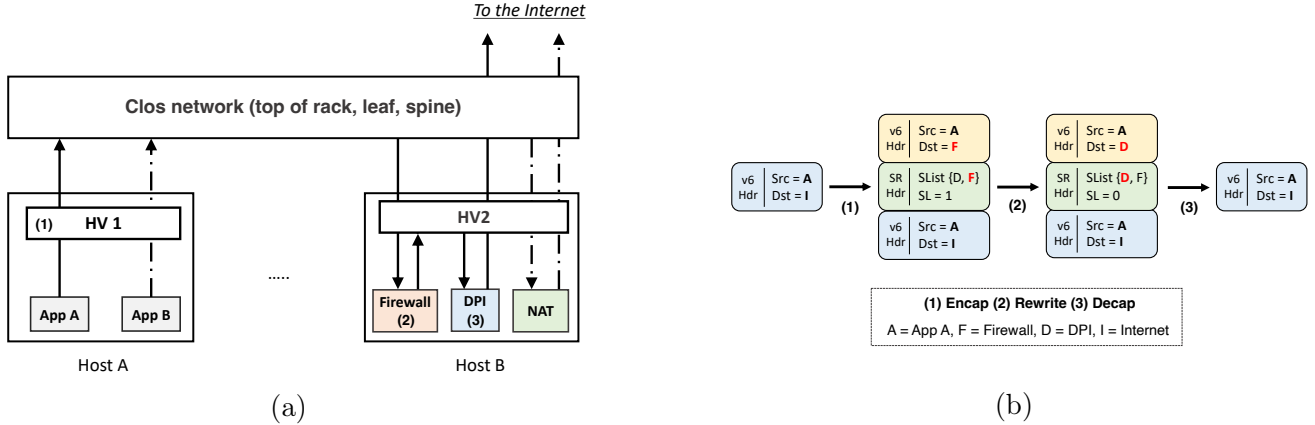 To the Internet
Clos network (top of rack, leaf, spine)
(1) HV 1
App A
App B
Host A
.....
HV2
Firewall
(2)
DPI
(3)
NAT
Host B
(a)
v6
Hdr
Src = A
Dst = I
(1)
v6
Hdr
Src = A
Dst = F
SR
Hdr
SList {D, F}
SL = 1
v6
Hdr
Src = A
Dst = I
(2)
v6
Hdr
Src = A
Dst = D
SR
Hdr
SList {D, F}
SL = 0
v6
Hdr
Src = A
Dst = I
(3)
v6
Hdr
Src = A
Dst = I
(1) Encap (2) Rewrite (3) Decap
A = App A, F = Firewall, D = DPI, I = Internet
(b)